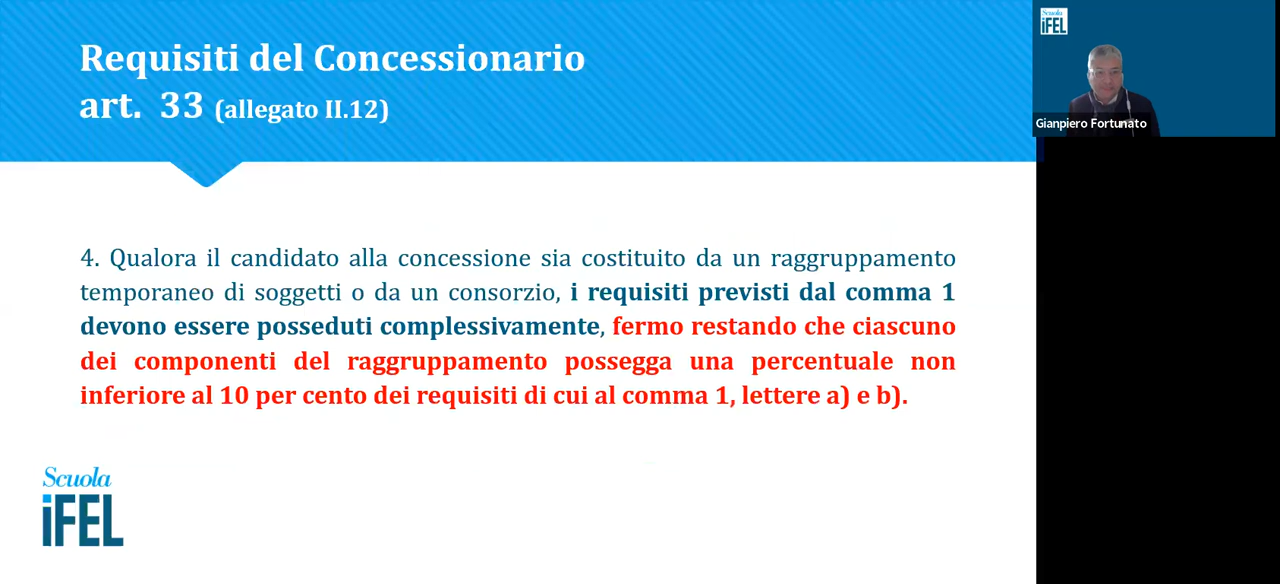 Requisiti del Concessionario
art. 33 (allegato II.12)
Scuola
iFEL
Gianpiero Fortunato
4. Qualora il candidato alla concessione sia costituito da un raggruppamento
temporaneo di soggetti o da un consorzio, i requisiti previsti dal comma 1
devono essere posseduti complessivamente, fermo restando che ciascuno
dei componenti del raggruppamento possegga una percentuale non
inferiore al 10 per cento dei requisiti di cui al comma 1, lettere a) e b).
Scuola
iFEL